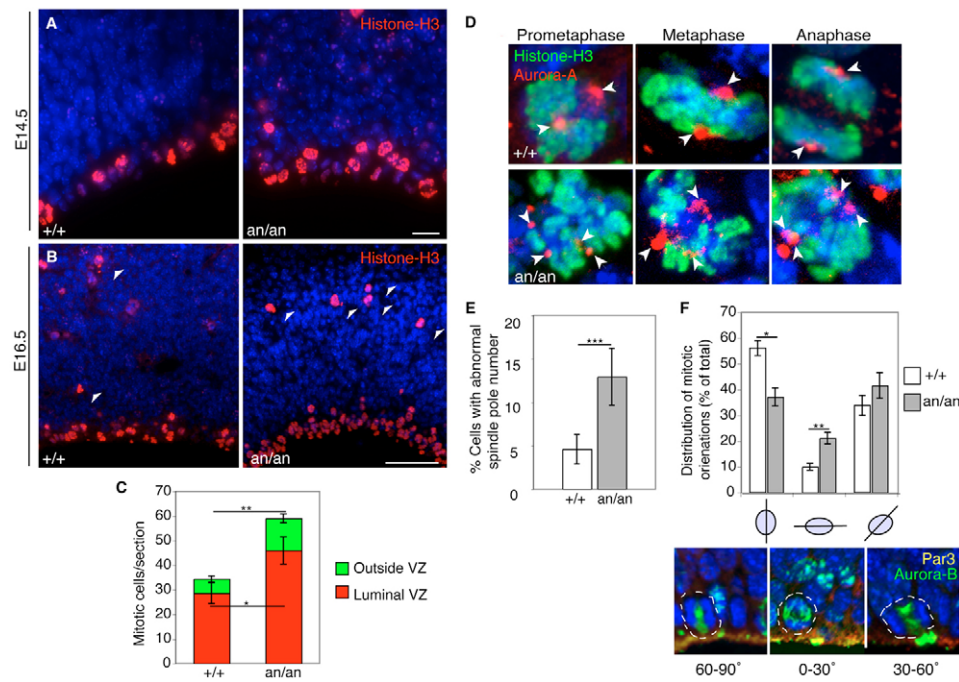 A
Histone-H3
E14.5
+/+
an/an
B
Histone-H3
E16.5
+/+
an/an
C
Mitotic cells/section
70
60
50
40
30
20
10
0
**
*
+/+
an/an
Outside VZ
Luminal VZ
D
Prometaphase
Metaphase
Anaphase
Histone-H3
Aurora-A
+/+
an/an
E
% Cells with abnormal
spindle pole number
20
15
10
5
0
***
+/+
an/an
F
Distribution of mitotic
orienations (% of total)
70
60
50
40
30
20
10
0
*
**
+/+
an/an
Par3
Aurora-B
60-90°
0-30°
30-60°